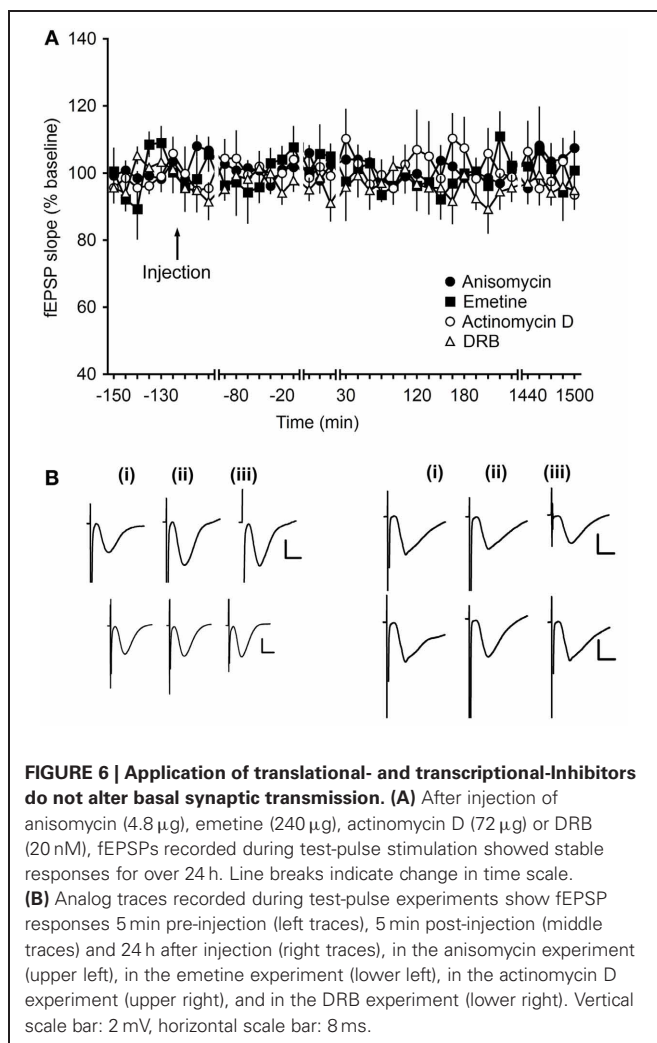 A
140
120
100
80
60
40
fEPSP slope (% baseline)
Injection
Anisomycin
Emetine
Actinomycin D
DRB
-150 -130 -80 -20 30 120 180 1440 1500
Time (min)
B
(i) (ii) (iii) (i) (ii) (iii)
FIGURE 6 | Application of translational- and transcriptional-Inhibitors
do not alter basal synaptic transmission. (A) After injection of
anisomycin (4.8 µg), emetine (240 µg), actinomycin D (72 µg) or DRB
(20 nM), fEPSPs recorded during test-pulse stimulation showed stable
responses for over 24 h. Line breaks indicate change in time scale.
(B) Analog traces recorded during test-pulse experiments show fEPSP
responses 5 min pre-injection (left traces), 5 min post-injection (middle
traces) and 24 h after injection (right traces), in the anisomycin experiment
(upper left), in the emetine experiment (lower left), in the actinomycin D
experiment (upper right), and in the DRB experiment (lower right). Vertical
scale bar: 2 mV, horizontal scale bar: 8 ms.